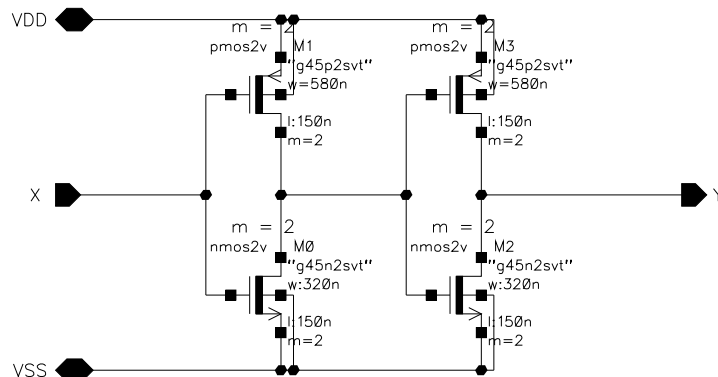 VDD
m = 2
pmos2v
M1
"g45p2svt"
w=580n
l:150n
m=2
m = 2
pmos2v
M3
"g45p2svt"
w=580n
l:150n
m=2
X
Y
m = 2
nmos2v
M0
"g45n2svt"
w:320n
l:150n
m=2
m = 2
nmos2v
M2
"g45n2svt"
w:320n
l:150n
m=2
VSS